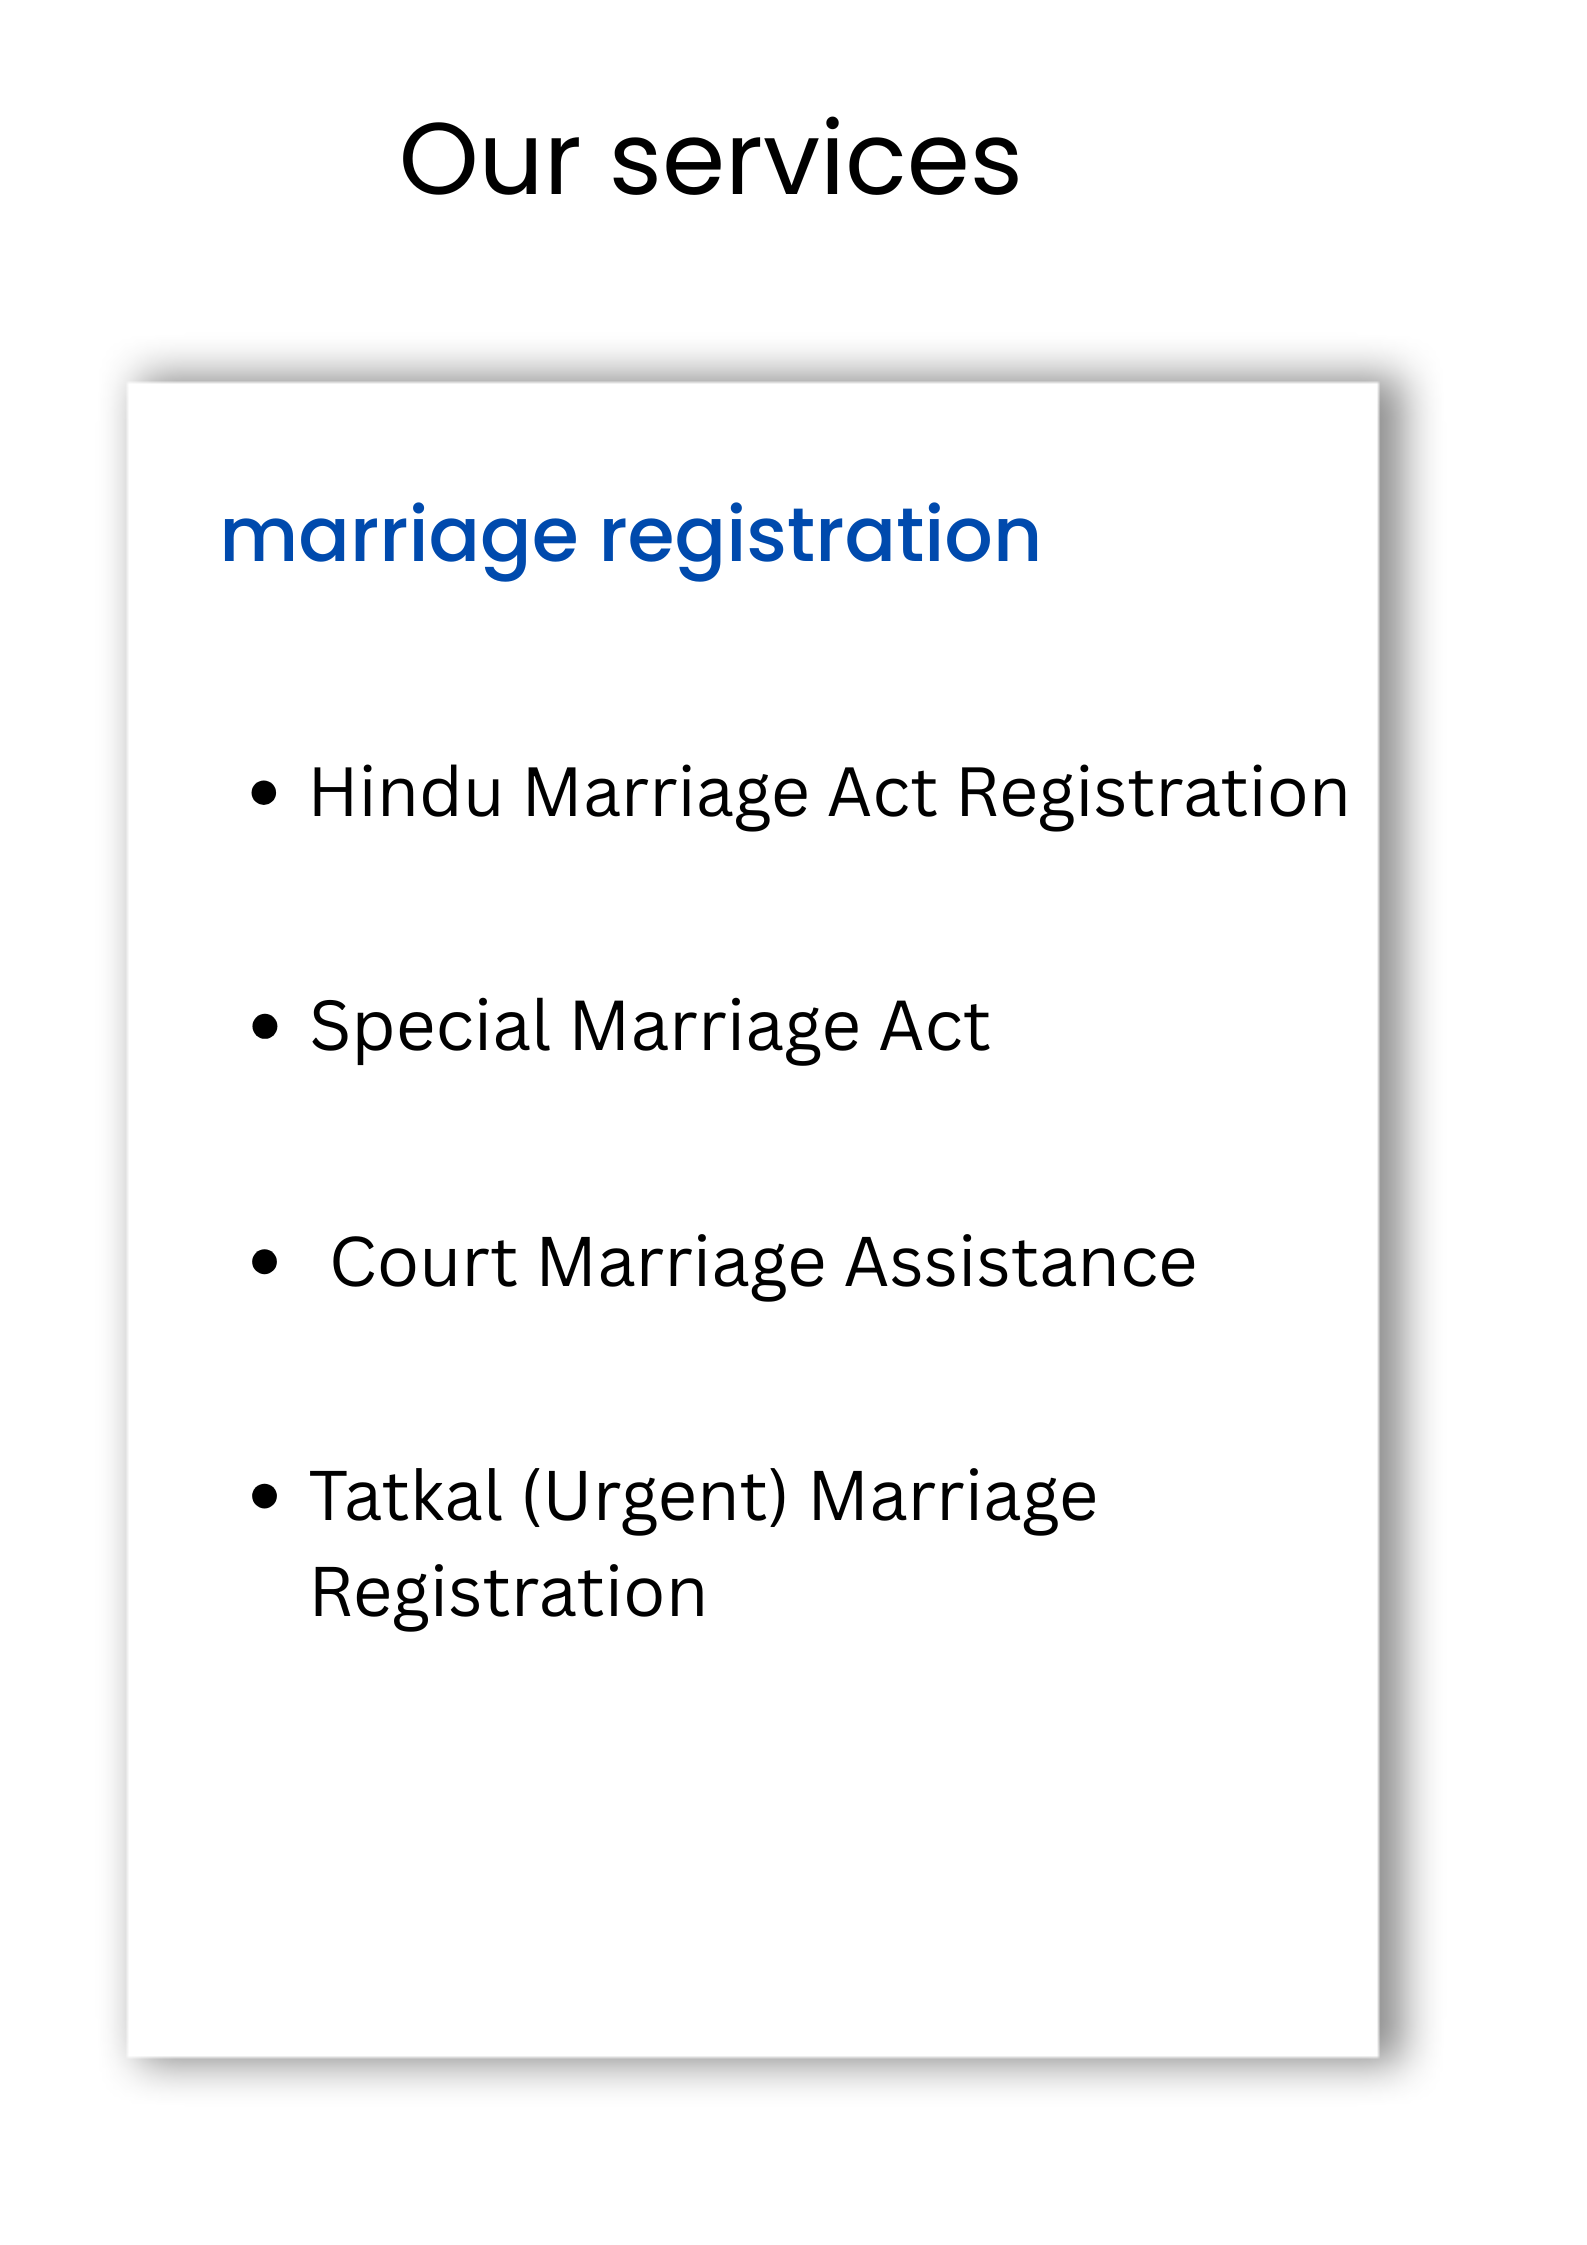 Our services
marriage registration
• Hindu Marriage Act Registration
• Special Marriage Act
• Court Marriage Assistance
• Tatkal (Urgent) Marriage
Registration